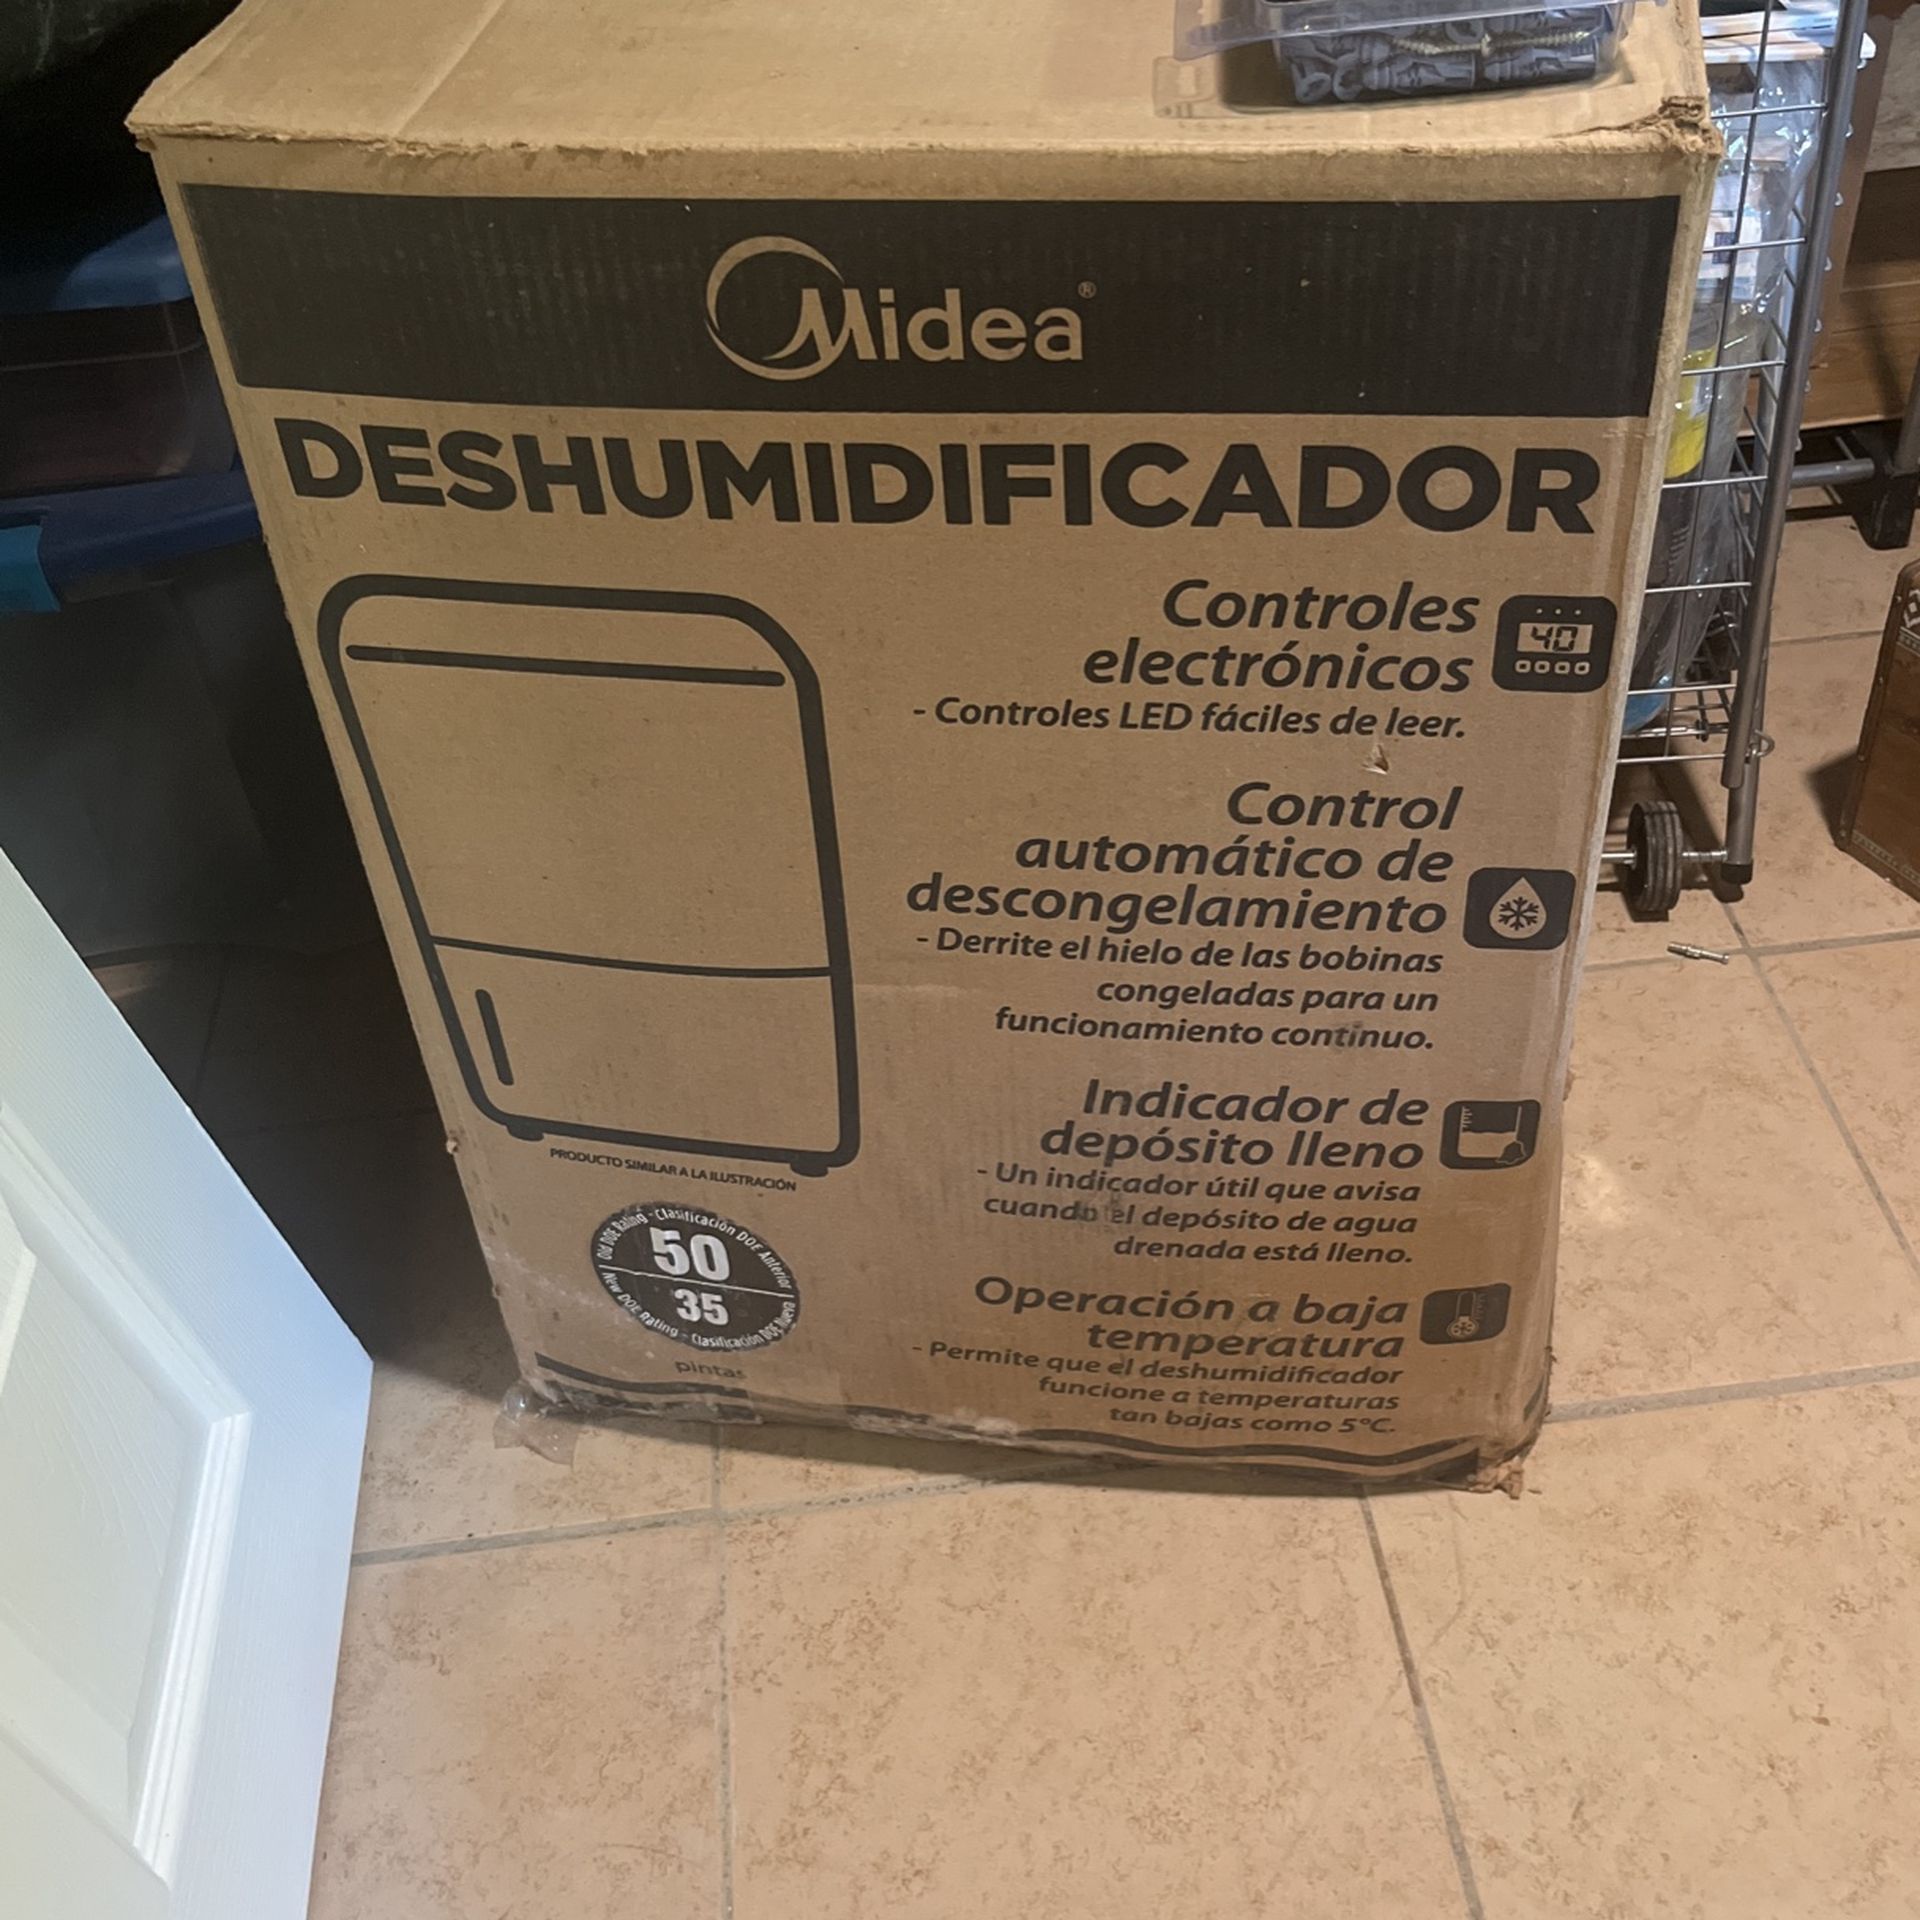 Midea®
DESHUMIDIFICADOR
Controles
electrónicos
- Controles LED fáciles de leer.
40
Control
automático de
descongelamiento
- Derrite el hielo de las bobinas
congeladas para un
funcionamiento continuo.
Indicador de
depósito lleno
- Un indicador útil que avisa
cuando el depósito de agua
drenada está lleno.
Operación a baja
temperatura
- Permite que el deshumidificador
funcione a temperaturas
tan bajas como 5°C.
PRODUCTO SIMILAR A LA ILUSTRACIÓN
Old DOE Rating - Clasificación DOE Anterior
50
35
New DOE Rating - Clasificación DOE Nueva
pintas